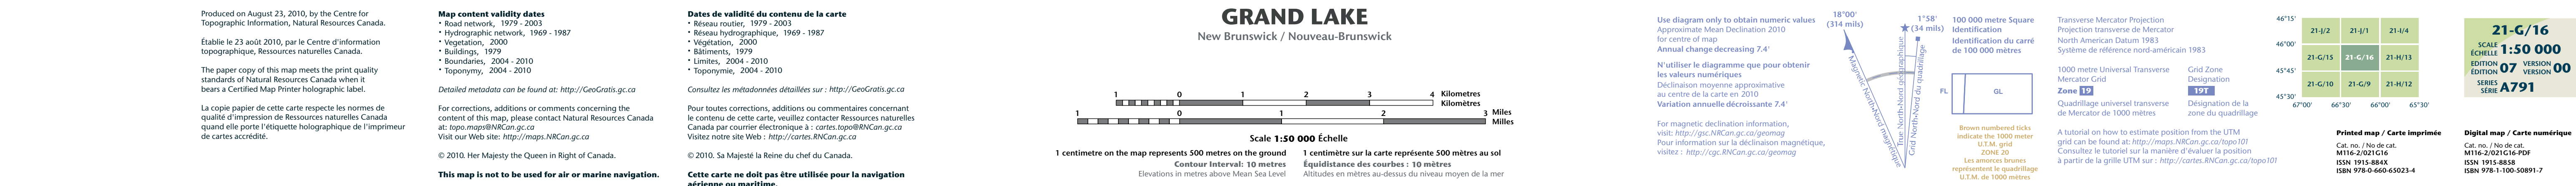 Produced on August 23, 2010, by the Centre for
Topographic Information, Natural Resources Canada.
Établie le 23 août 2010, par le Centre d'information
topographique, Ressources naturelles Canada.
The paper copy of this map meets the print quality
standards of Natural Resources Canada when it
bears a Certified Map Printer holographic label.
La copie papier de cette carte respecte les normes de
qualité d'impression de Ressources naturelles Canada
quand elle porte l'étiquette holographique de l'imprimeur
de cartes accrédité.
Map content validity dates
• Road network, 1979 - 2003
• Hydrographic network, 1969 - 1987
• Vegetation, 2000
• Buildings, 1979
• Boundaries, 2004 - 2010
• Toponymy, 2004 - 2010
Detailed metadata can be found at: http://GeoGratis.gc.ca
For corrections, additions or comments concerning the
content of this map, please contact Natural Resources Canada
at: topo.maps@NRCan.gc.ca
Visit our Web site: http://maps.NRCan.gc.ca
© 2010. Her Majesty the Queen in Right of Canada.
This map is not to be used for air or marine navigation.
Dates de validité du contenu de la carte
• Réseau routier, 1979 - 2003
• Réseau hydrographique, 1969 - 1987
• Végétation, 2000
• Bâtiments, 1979
• Limites, 2004 - 2010
• Toponymie, 2004 - 2010
Consultez les métadonnées détaillées sur : http://GeoGratis.gc.ca
Pour toutes corrections, additions ou commentaires concernant
le contenu de cette carte, veuillez contacter Ressources naturelles
Canada par courrier électronique à : cartes.topo@RNCan.gc.ca
Visitez notre site Web : http://cartes.RNCan.gc.ca
© 2010. Sa Majesté la Reine du chef du Canada.
Cette carte ne doit pas être utilisée pour la navigation
aérienne ou maritime.
GRAND LAKE
New Brunswick / Nouveau-Brunswick
1 0 1 2 3 4 Kilometres
Kilomètres
1 0 1 2 3 Miles
Milles
Scale 1:50 000 Échelle
1 centimetre on the map represents 500 metres on the ground
1 centimètre sur la carte représente 500 mètres au sol
Contour Interval: 10 metres
Équidistance des courbes : 10 mètres
Elevations in metres above Mean Sea Level
Altitudes en mètres au-dessus du niveau moyen de la mer
Use diagram only to obtain numeric values
Approximate Mean Declination 2010
for centre of map
Annual change decreasing 7.4'
N'utiliser le diagramme que pour obtenir
les valeurs numériques
Déclinaison moyenne approximative
au centre de la carte en 2010
Variation annuelle décroissante 7.4'
For magnetic declination information,
visit: http://gsc.NRCan.gc.ca/geomag
Pour information sur la déclinaison magnétique,
visitez : http://cgc.RNCan.gc.ca/geomag
18°00'
(314 mils)
1°58'
(34 mils)
Magnetic North-Nord magnétique
True North-Nord géographique
Grid North-Nord du quadrillage
100 000 metre Square
Identification
Identification du carré
de 100 000 mètres
FL
GL
Brown numbered ticks
indicate the 1000 meter
U.T.M. grid
ZONE 20
Les amorces brunes
représentent le quadrillage
U.T.M. de 1000 mètres
Transverse Mercator Projection
Projection transverse de Mercator
North American Datum 1983
Système de référence nord-américain 1983
1000 metre Universal Transverse
Mercator Grid
Zone 19
Quadrillage universel transverse
de Mercator de 1000 mètres
Grid Zone
Designation
19T
Désignation de la
zone du quadrillage
A tutorial on how to estimate position from the UTM
grid can be found at: http://maps.NRCan.gc.ca/topo101
Consultez le tutoriel sur la manière d'évaluer la position
à partir de la grille UTM sur : http://cartes.RNCan.gc.ca/topo101
46°15'
46°00'
45°45'
45°30'
21-J/2 21-J/1 21-I/4
21-G/15 21-G/16 21-H/13
21-G/10 21-G/9 21-H/12
67°00' 66°30' 66°00' 65°30'
Printed map / Carte imprimée
Cat. no. / No de cat.
M116-2/021G16
ISSN 1915-884X
ISBN 978-0-660-65023-4
21-G/16
SCALE
ÉCHELLE 1:50 000
EDITION
ÉDITION 07 VERSION
VERSION 00
SERIES
SÉRIE A791
Digital map / Carte numérique
Cat. no. / No de cat.
M116-2/021G16-PDF
ISSN 1915-8858
ISBN 978-1-100-50891-7